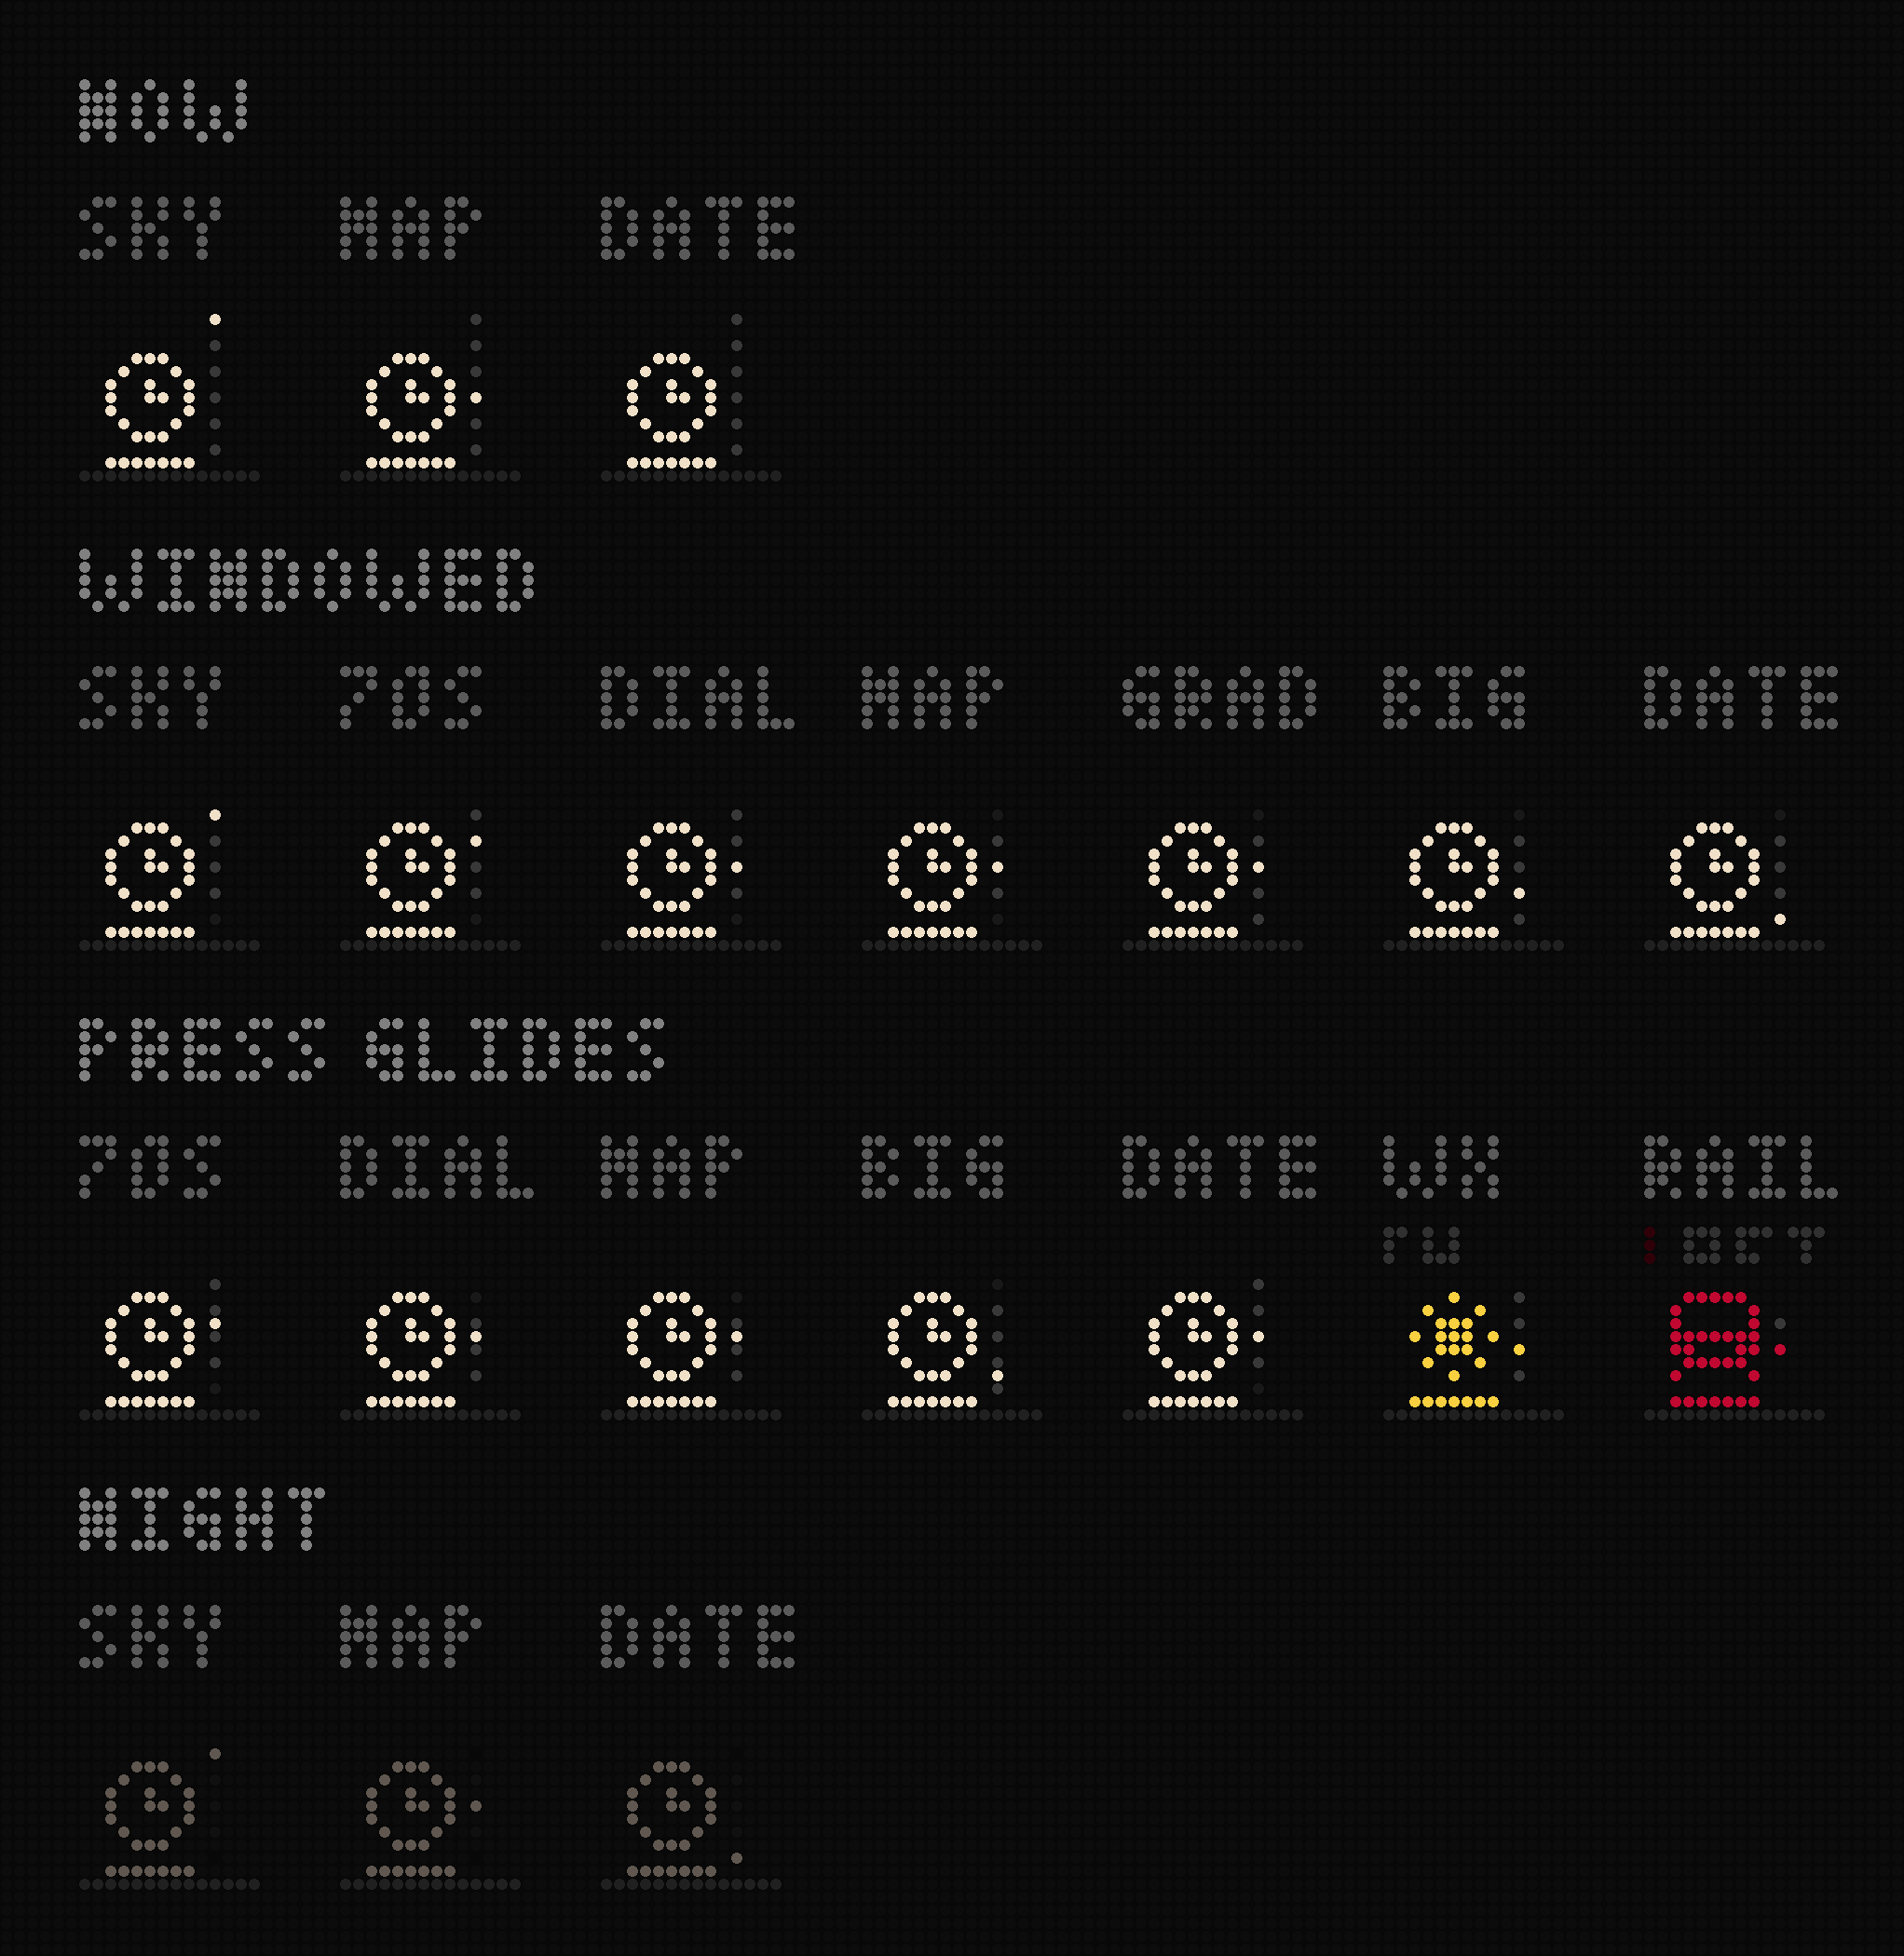 NOW
SKY MAP DATE
WINDOWED
SKY 70S DIAL MAP GRAD BIG DATE
PRESS GLIDES
70S DIAL MAP BIG DATE WX RAIL
NIGHT
SKY MAP DATE